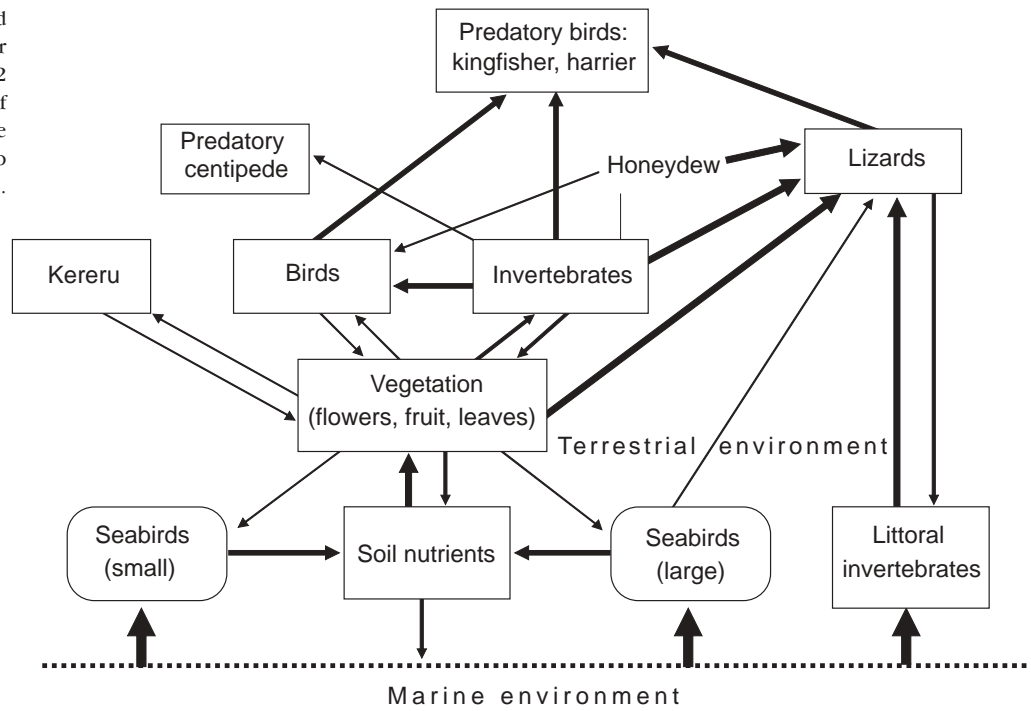 d
r
2
f
e
o
.
Predatory birds:
kingfisher, harrier
Predatory
centipede
Honeydew
Lizards
Kereru
Birds
Invertebrates
Vegetation
(flowers, fruit, leaves)
Terrestrial environment
Seabirds
(small)
Soil nutrients
Seabirds
(large)
Littoral
invertebrates
Marine environment